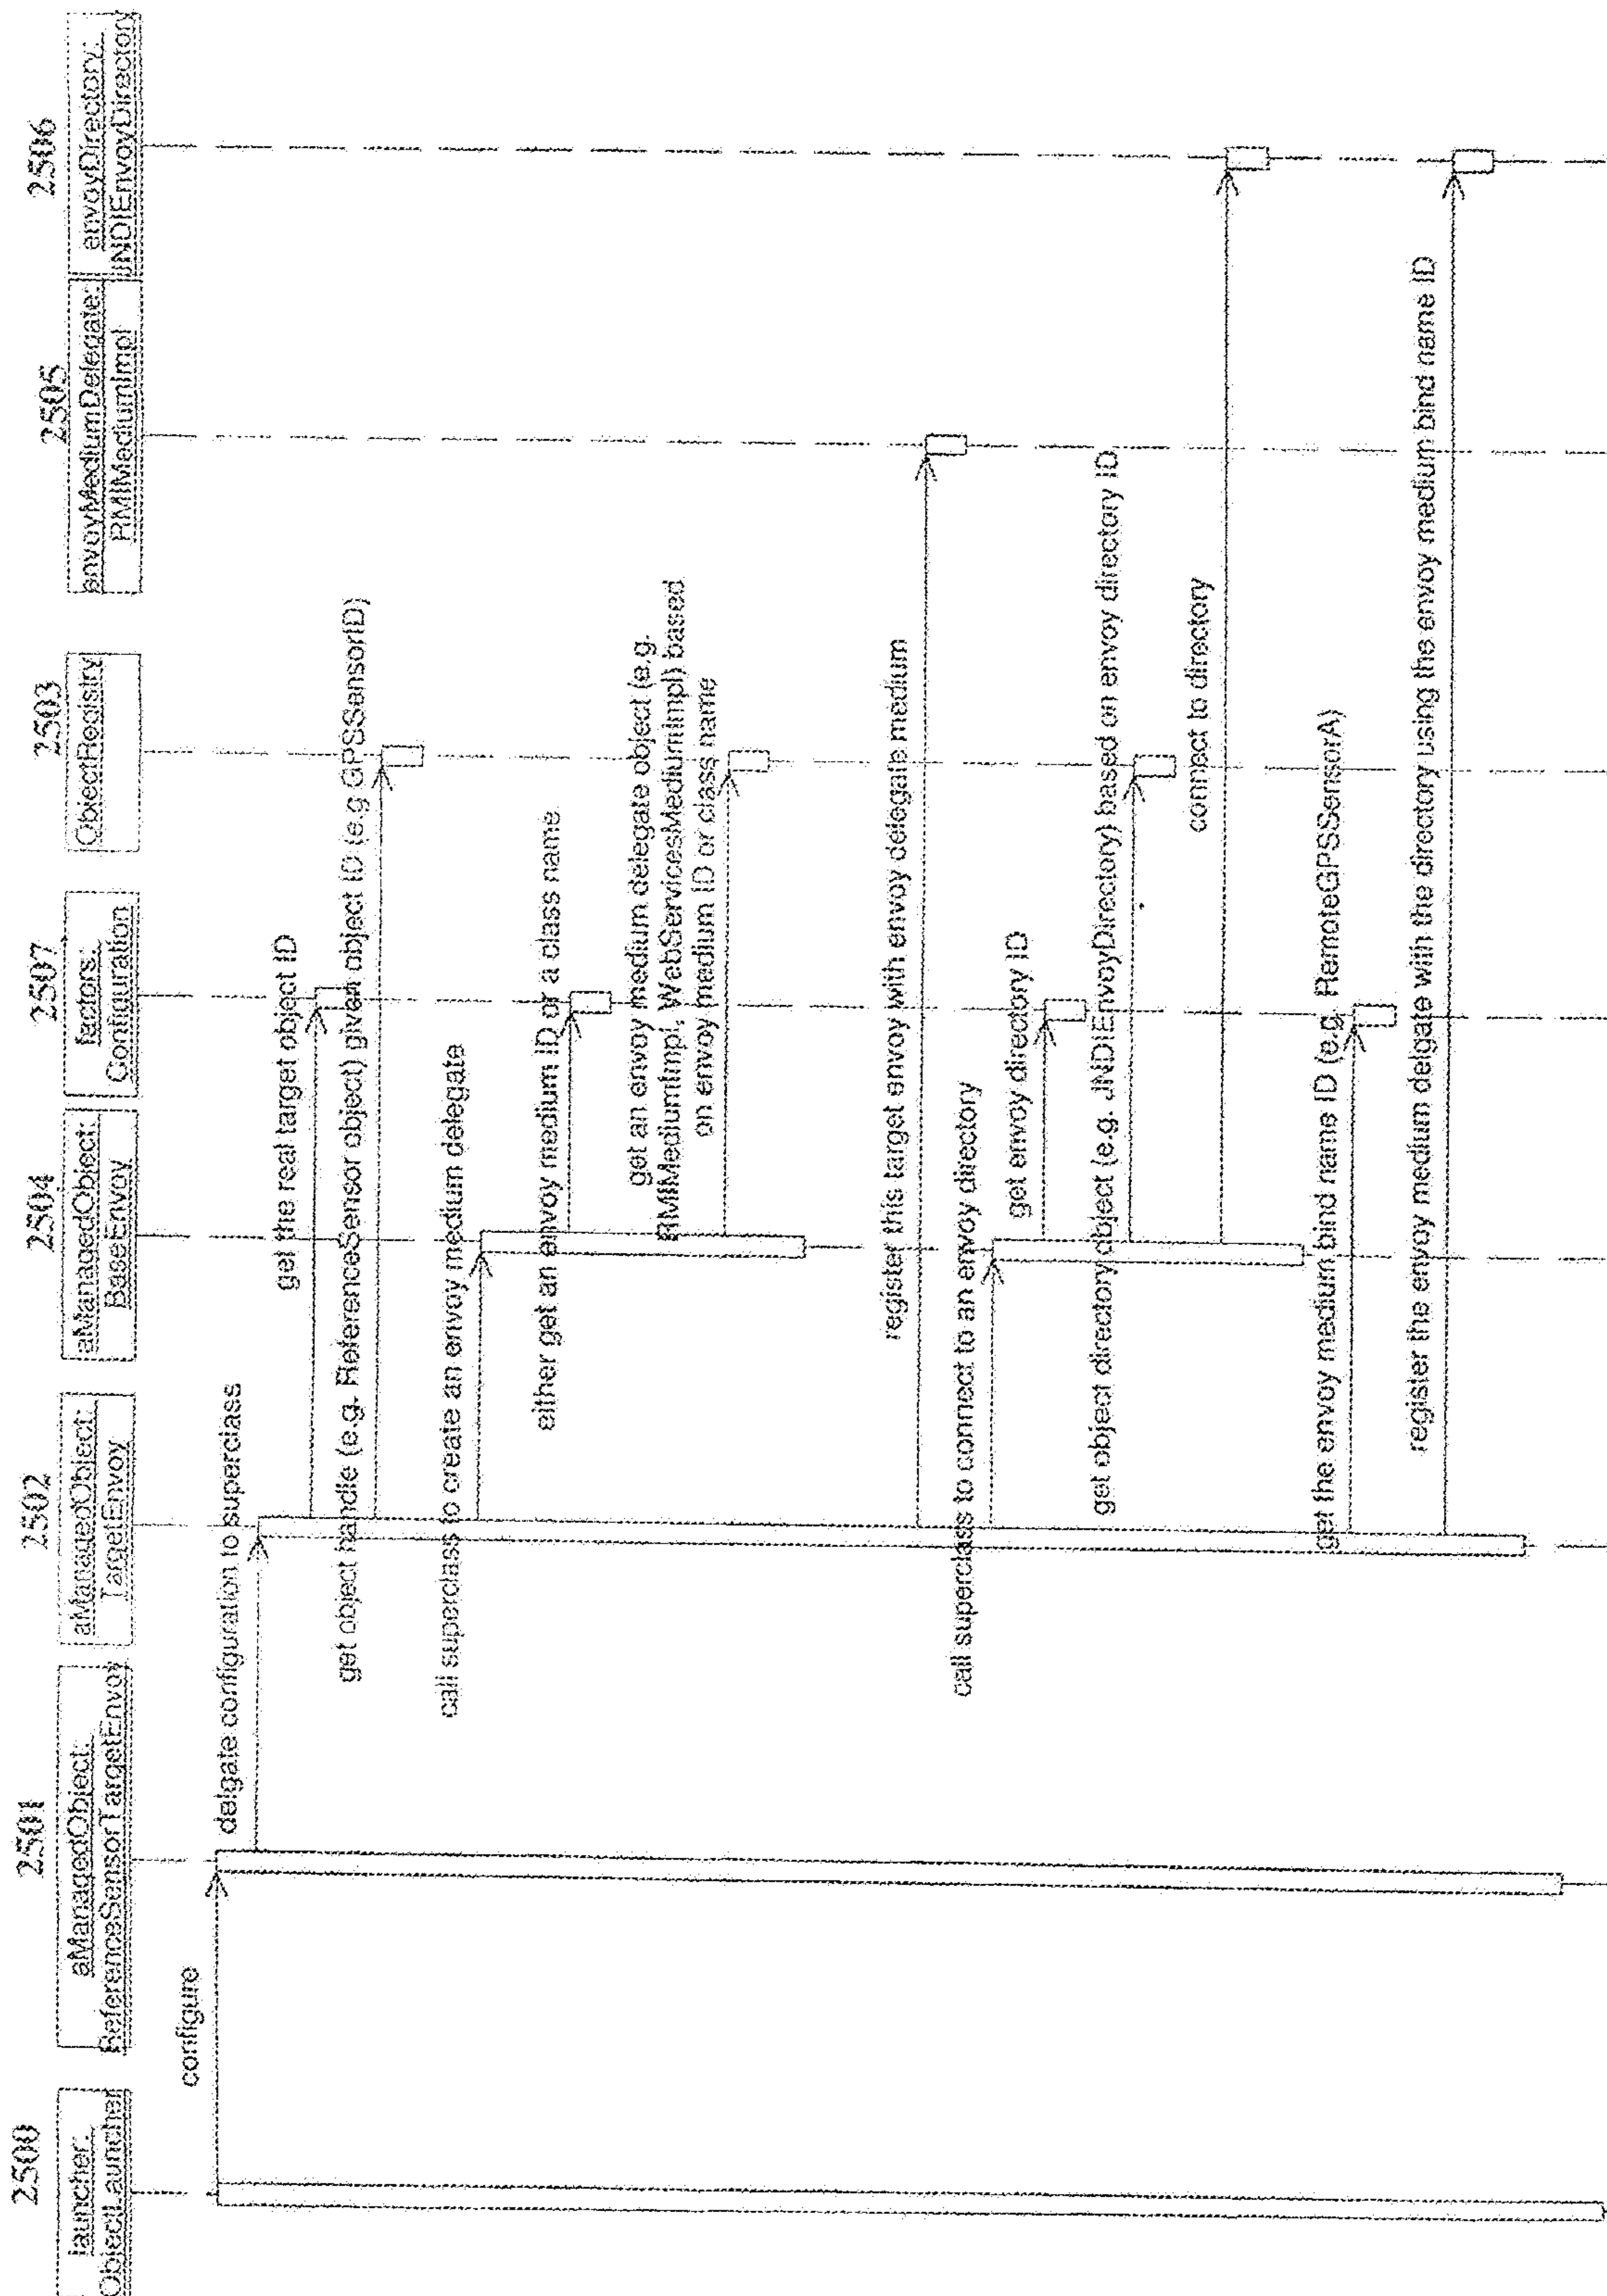 2500
launcher:
ObjectLauncher
2501
aManagedObject:
ReferenceSensorTargetEnvoy
2502
aManagedObject:
TargetEnvoy
2504
aManagedObject:
BaseEnvoy
2507
factors:
Configuration
2503
ObjectRegistry
2505
envoyMediumDelegate:
RMIMediumImpl
2506
envoyDirectory:
JNDIEnvoyDirectory
configure
delgate configuration to superclass
get the real target object ID
get object handle (e.g. ReferenceSensor object) given object ID (e.g GPSSensorID)
call superclass to create an envoy medium delegate
either get an envoy medium ID or a class name
get an envoy medium delegate object (e.g.
RMIMediumImpl, WebServicesMediumImpl) based
on envoy medium ID or class name
register this target envoy with envoy delegate medium
call superclass to connect to an envoy directory
get envoy directory ID
get object directory object (e.g. JNDIEnvoyDirectory) based on envoy directory ID
connect to directory
get the envoy medium bind name ID (e.g. RemoteGPSSensorA)
register the envoy medium delgate with the directory using the envoy medium bind name ID